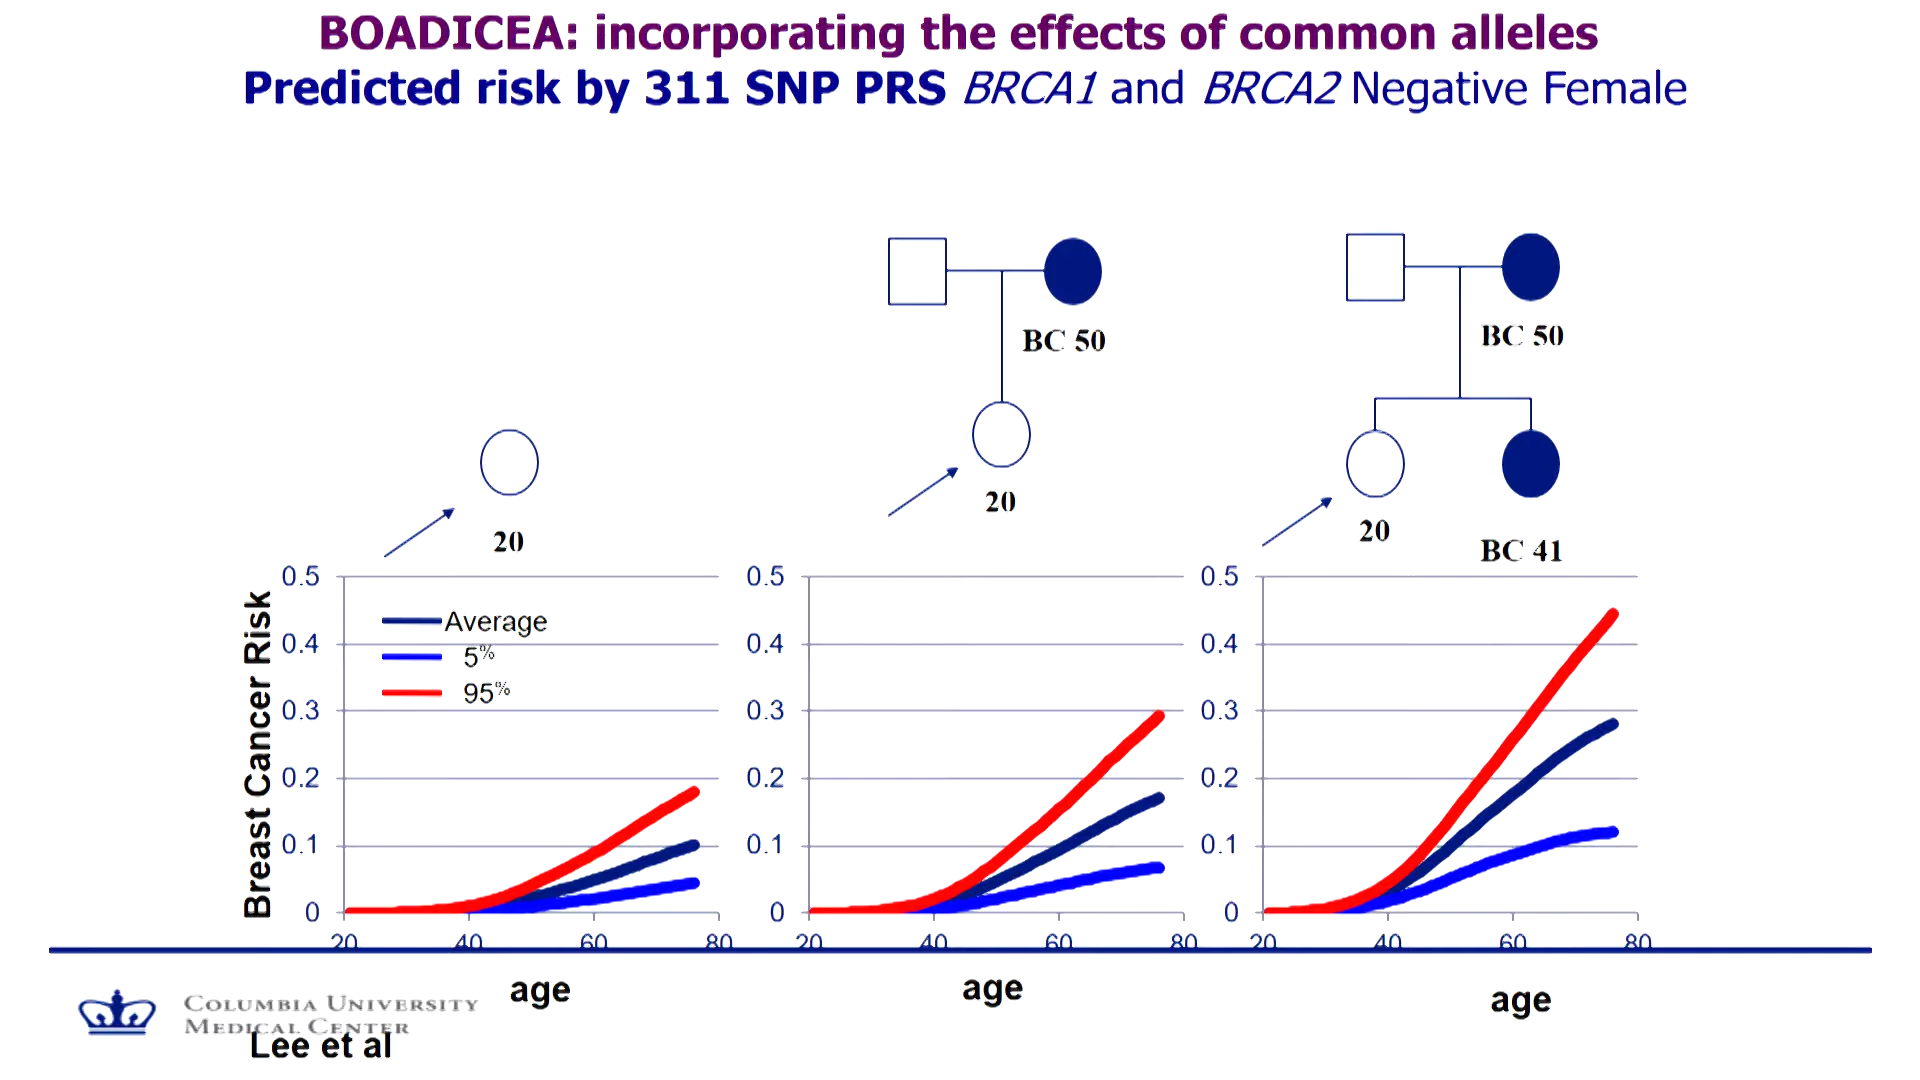 BOADICEA: incorporating the effects of common alleles
Predicted risk by 311 SNP PRS BRCA1 and BRCA2 Negative Female
BC 50
BC 50
20
20
20
BC 41
Breast Cancer Risk
0.5
0.4
0.3
0.2
0.1
0
Average
5%
95%
20 40 60 80
0.5
0.4
0.3
0.2
0.1
0
20 40 60 80
0.5
0.4
0.3
0.2
0.1
0
20 40 60 80
age
age
age
COLUMBIA UNIVERSITY
MEDICAL CENTER
Lee et al